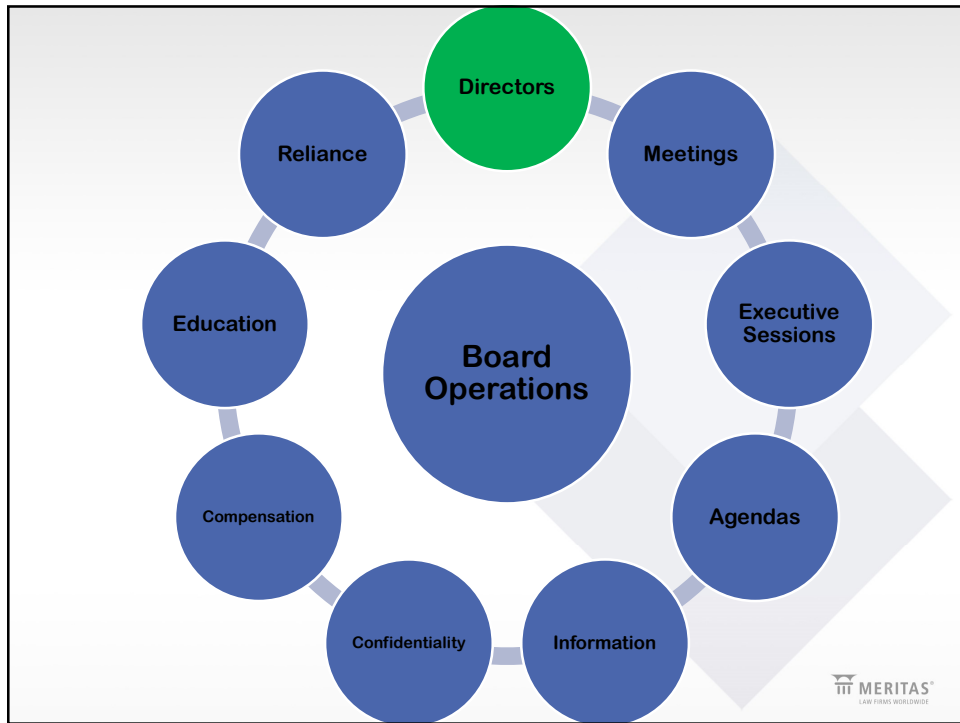 Directors
Meetings
Executive
Sessions
Agendas
Information
Confidentiality
Compensation
Education
Reliance
Board
Operations
MERITAS®
LAW FIRMS WORLDWIDE